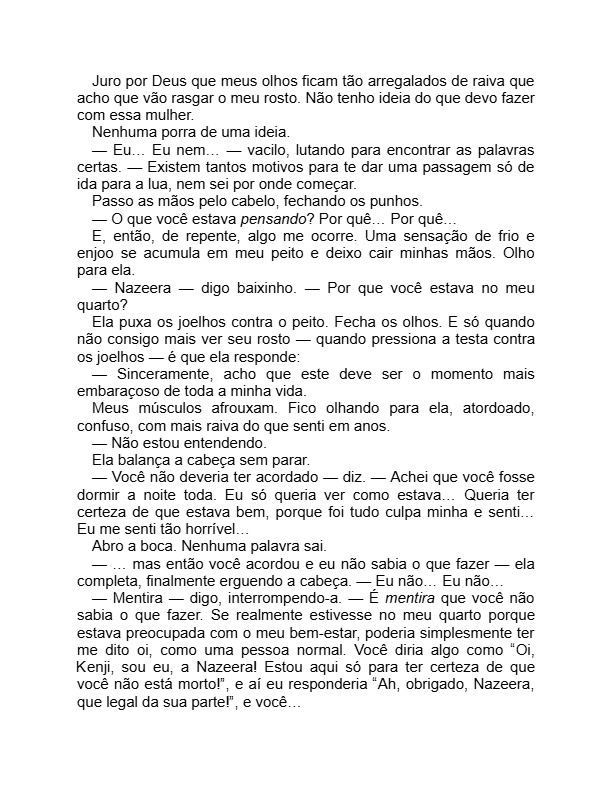 Juro por Deus que meus olhos ficam tão arregalados de raiva que
acho que vão rasgar o meu rosto. Não tenho ideia do que devo fazer
com essa mulher.
Nenhuma porra de uma ideia.
— Eu… Eu nem… — vacilo, lutando para encontrar as palavras
certas. — Existem tantos motivos para te dar uma passagem só de
ida para a lua, nem sei por onde começar.
Passo as mãos pelo cabelo, fechando os punhos.
— O que você estava pensando? Por quê… Por quê…
E, então, de repente, algo me ocorre. Uma sensação de frio e
enjoo se acumula em meu peito e deixo cair minhas mãos. Olho
para ela.
— Nazeera — digo baixinho. — Por que você estava no meu
quarto?
Ela puxa os joelhos contra o peito. Fecha os olhos. E só quando
não consigo mais ver seu rosto — quando pressiona a testa contra
os joelhos — é que ela responde:
— Sinceramente, acho que este deve ser o momento mais
embaraçoso de toda a minha vida.
Meus músculos afrouxam. Fico olhando para ela, atordoado,
confuso, com mais raiva do que senti em anos.
— Não estou entendendo.
Ela balança a cabeça sem parar.
— Você não deveria ter acordado — diz. — Achei que você fosse
dormir a noite toda. Eu só queria ver como estava… Queria ter
certeza de que estava bem, porque foi tudo culpa minha e senti…
Eu me senti tão horrível…
Abro a boca. Nenhuma palavra sai.
— … mas então você acordou e eu não sabia o que fazer — ela
completa, finalmente erguendo a cabeça. — Eu não… Eu não…
— Mentira — digo, interrompendo-a. — É mentira que você não
sabia o que fazer. Se realmente estivesse no meu quarto porque
estava preocupada com o meu bem-estar, poderia simplesmente ter
me dito oi, como uma pessoa normal. Você diria algo como “Oi,
Kenji, sou eu, a Nazeera! Estou aqui só para ter certeza de que
você não está morto!”, e aí eu responderia “Ah, obrigado, Nazeera,
que legal da sua parte!”, e você…